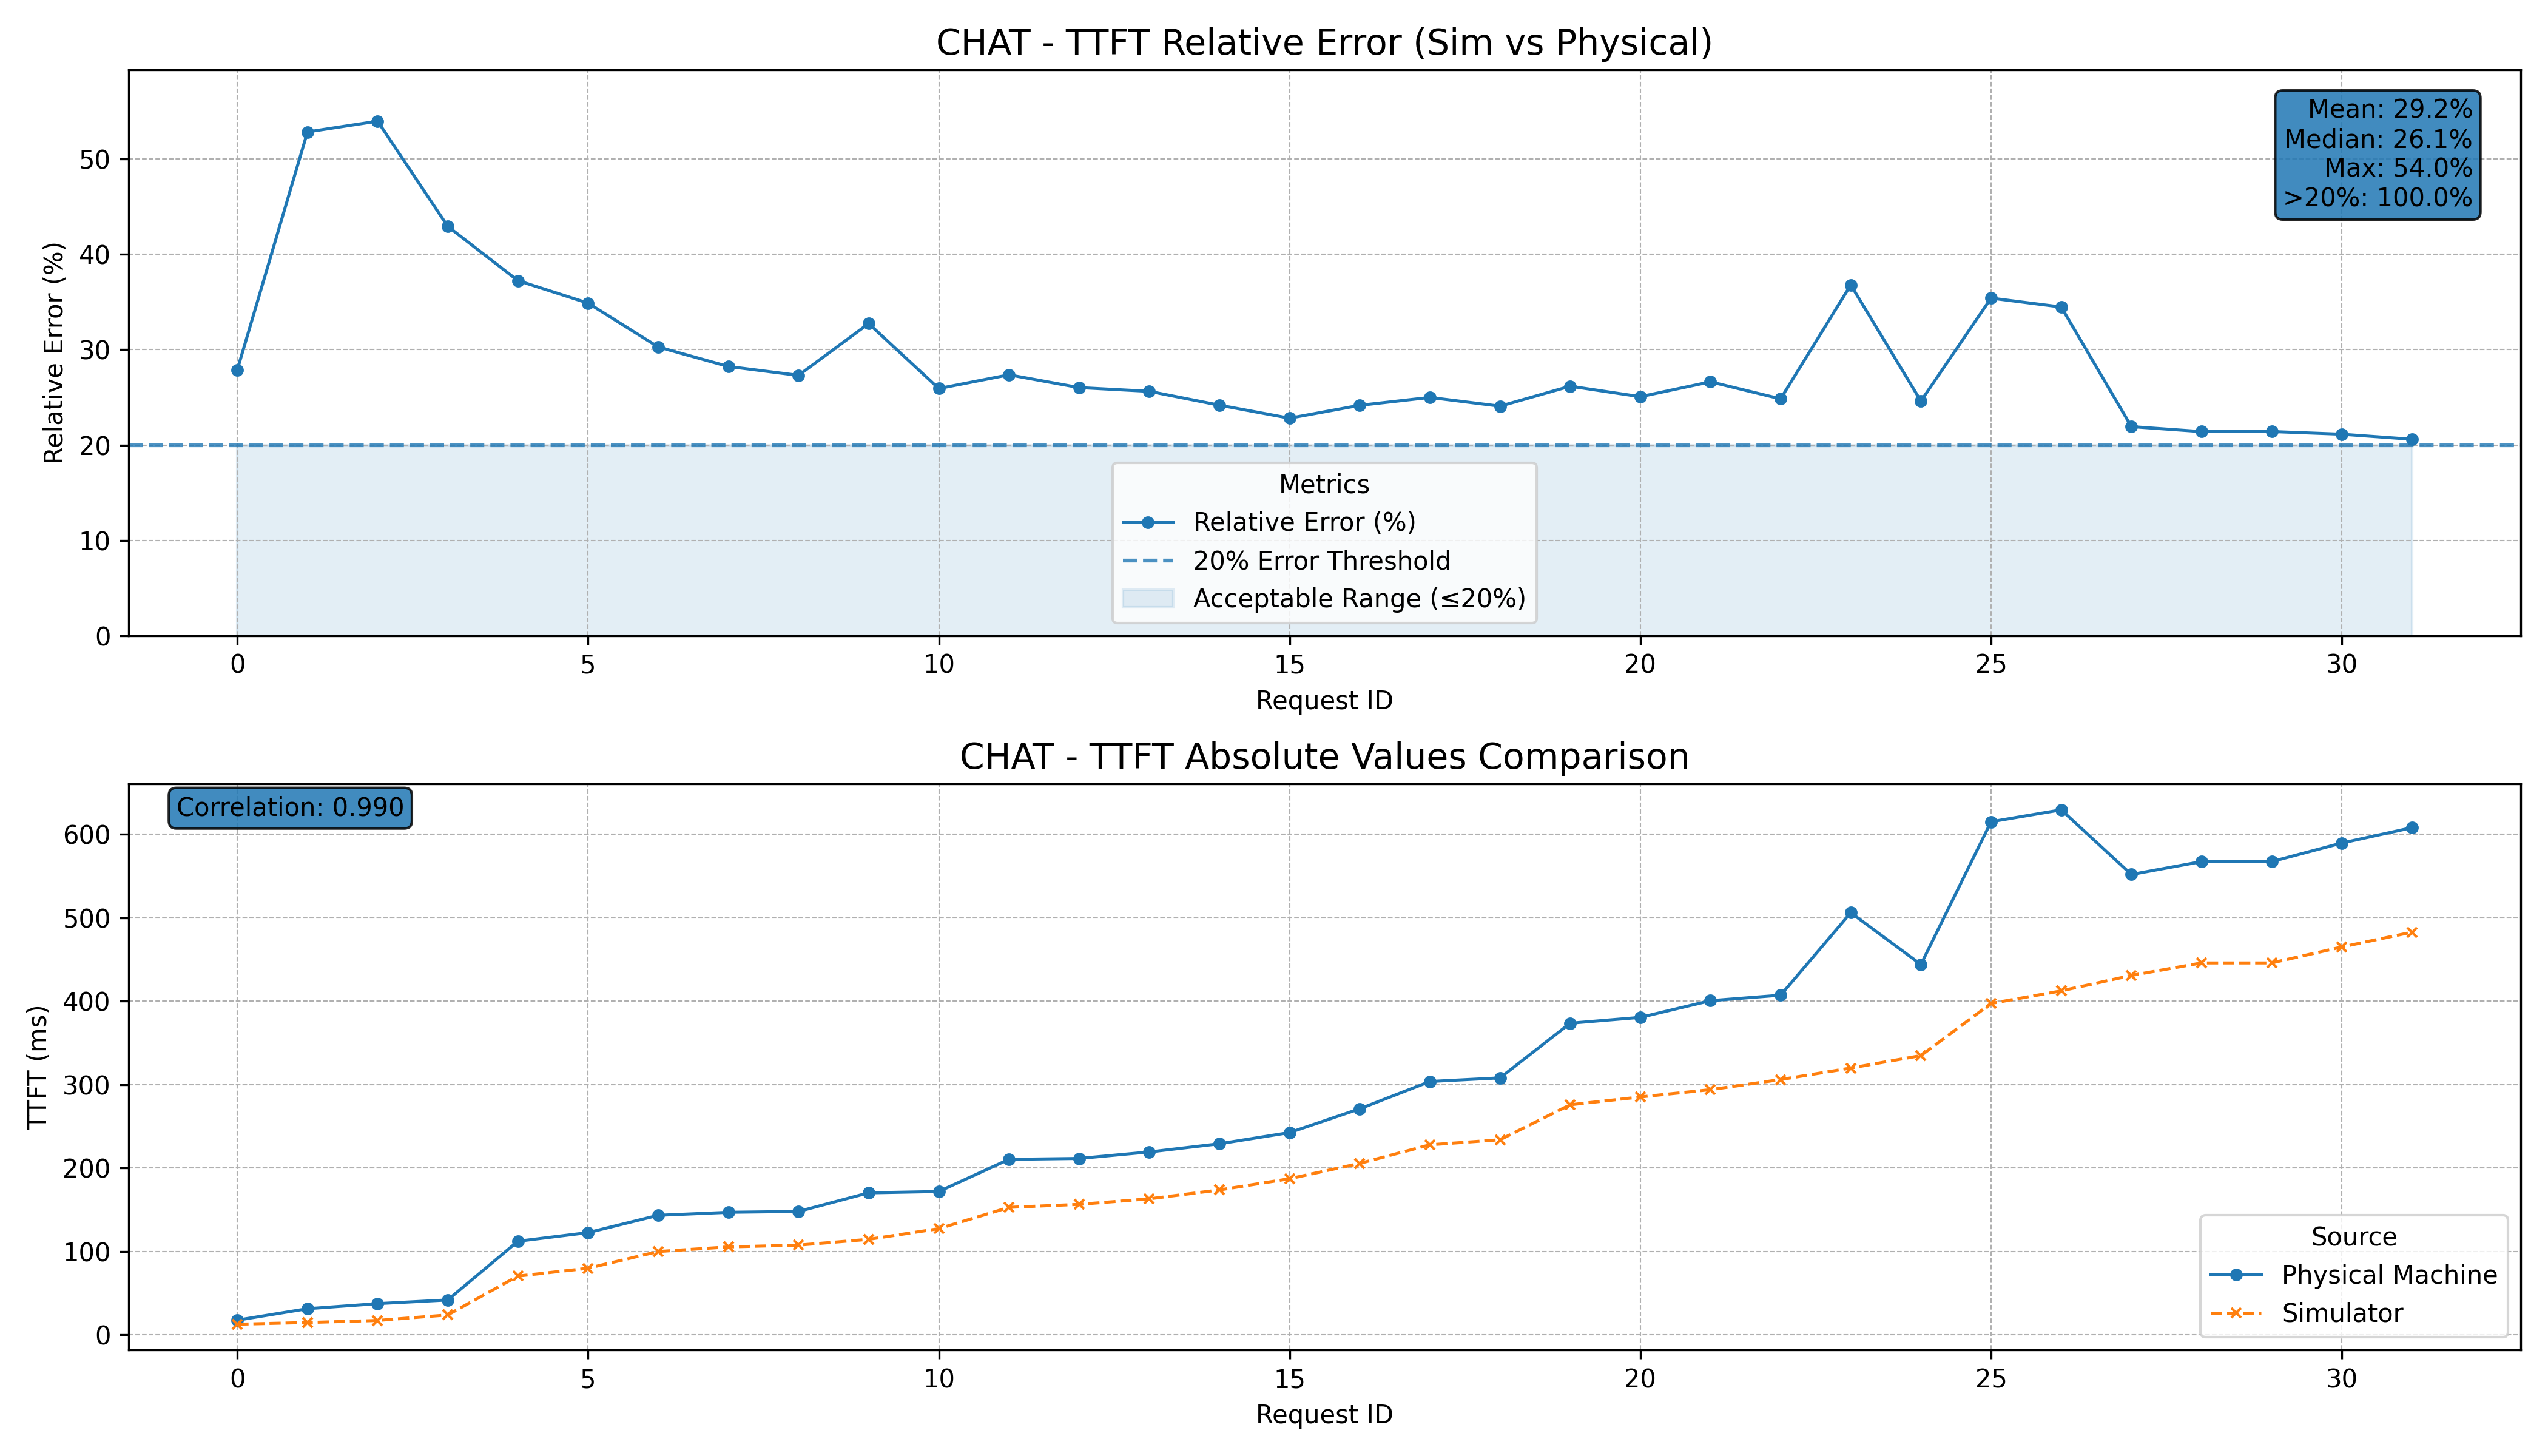 CHAT - TTFT Relative Error (Sim vs Physical)
Relative Error (%)
50
40
30
20
10
0
Mean: 29.2%
Median: 26.1%
Max: 54.0%
>20%: 100.0%
Metrics
Relative Error (%)
20% Error Threshold
Acceptable Range (≤20%)
0 5 10 15 20 25 30
Request ID
CHAT - TTFT Absolute Values Comparison
TTFT (ms)
Correlation: 0.990
600
500
400
300
200
100
0
Source
Physical Machine
Simulator
0 5 10 15 20 25 30
Request ID